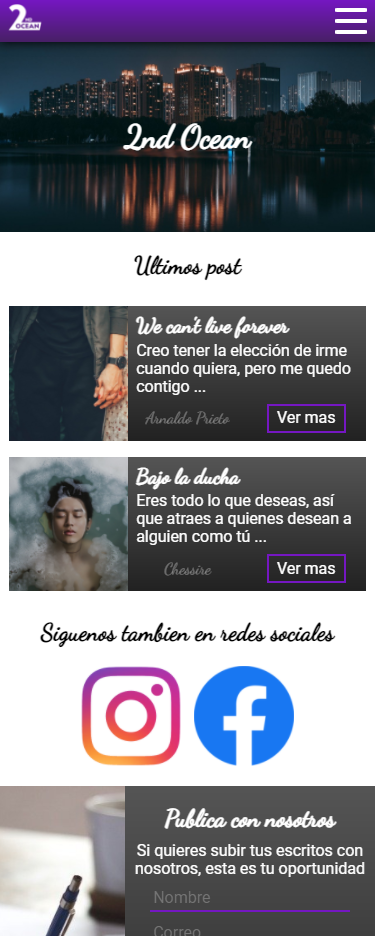 2ND
OCEAN
2nd Ocean
Ultimos post
We can't live forever
Creo tener la elección de irme
cuando quiera, pero me quedo
contigo ...
Arnaldo Prieto
Ver mas
Bajo la ducha
Eres todo lo que deseas, así
que atraes a quienes desean a
alguien como tú ...
Chessire
Ver mas
Siguenos tambien en redes sociales
Publica con nosotros
Si quieres subir tus escritos con
nosotros, esta es tu oportunidad
Nombre
Correo